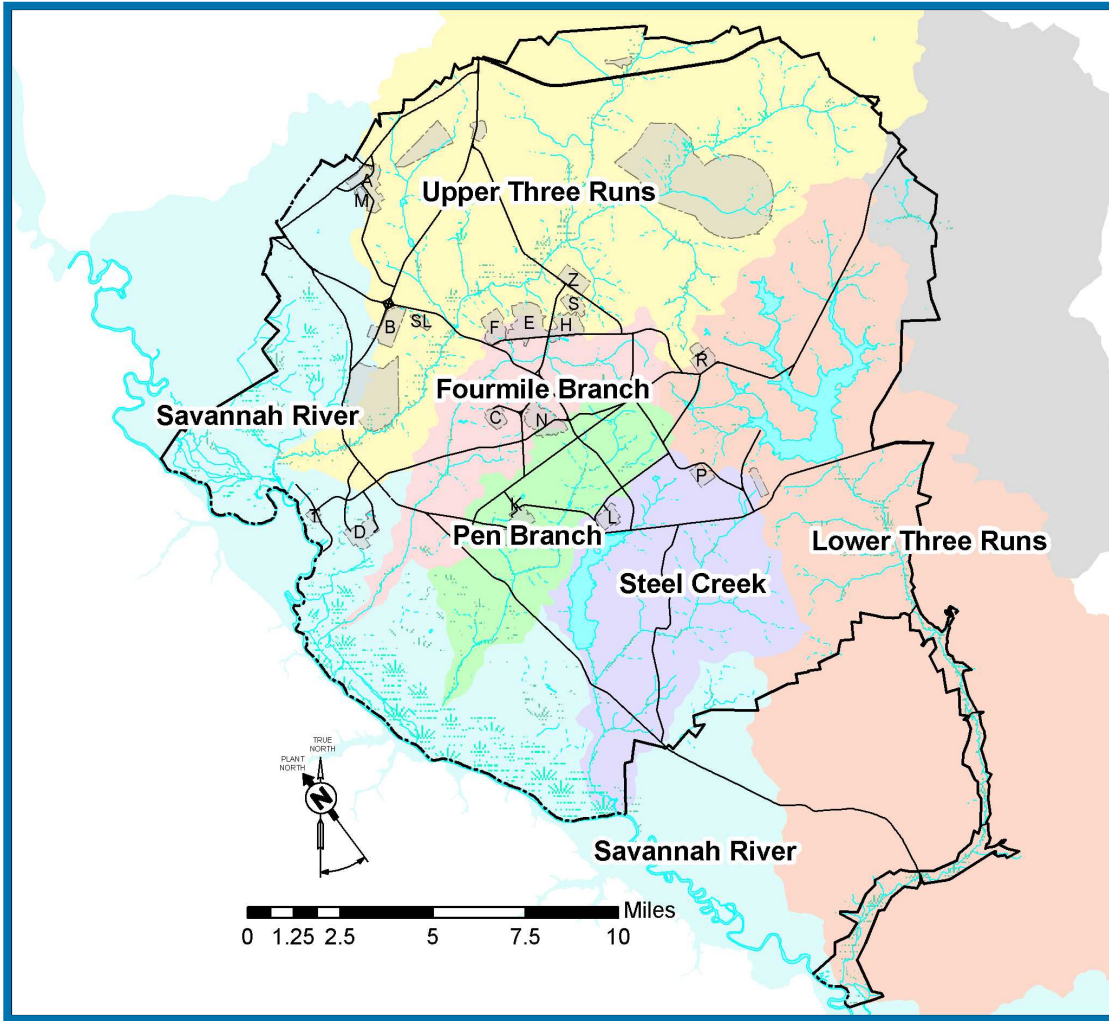 A
M
Upper Three Runs
Z
S
SL
B
F
E
H
R
Fourmile Branch
Savannah River
C
N
P
K
L
T
D
Pen Branch
Lower Three Runs
Steel Creek
TRUE
NORTH
PLANT
NORTH
N
Savannah River
Miles
0 1.25 2.5 5 7.5 10